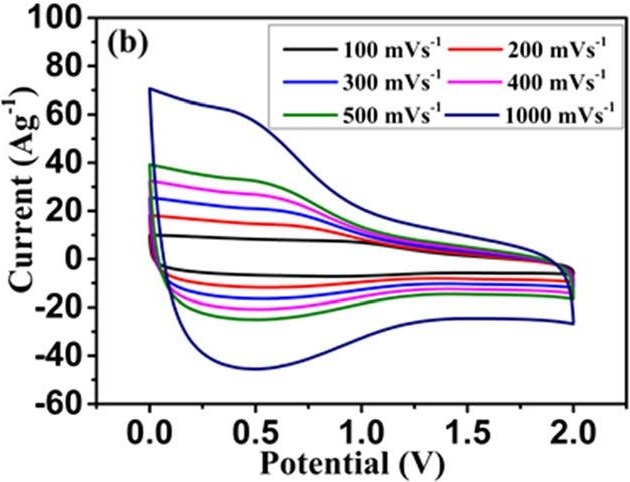 (b)
100 mVs⁻¹ 200 mVs⁻¹
300 mVs⁻¹ 400 mVs⁻¹
500 mVs⁻¹ 1000 mVs⁻¹
Current (Ag⁻¹)
100
80
60
40
20
0
-20
-40
-60
0.0 0.5 1.0 1.5 2.0
Potential (V)